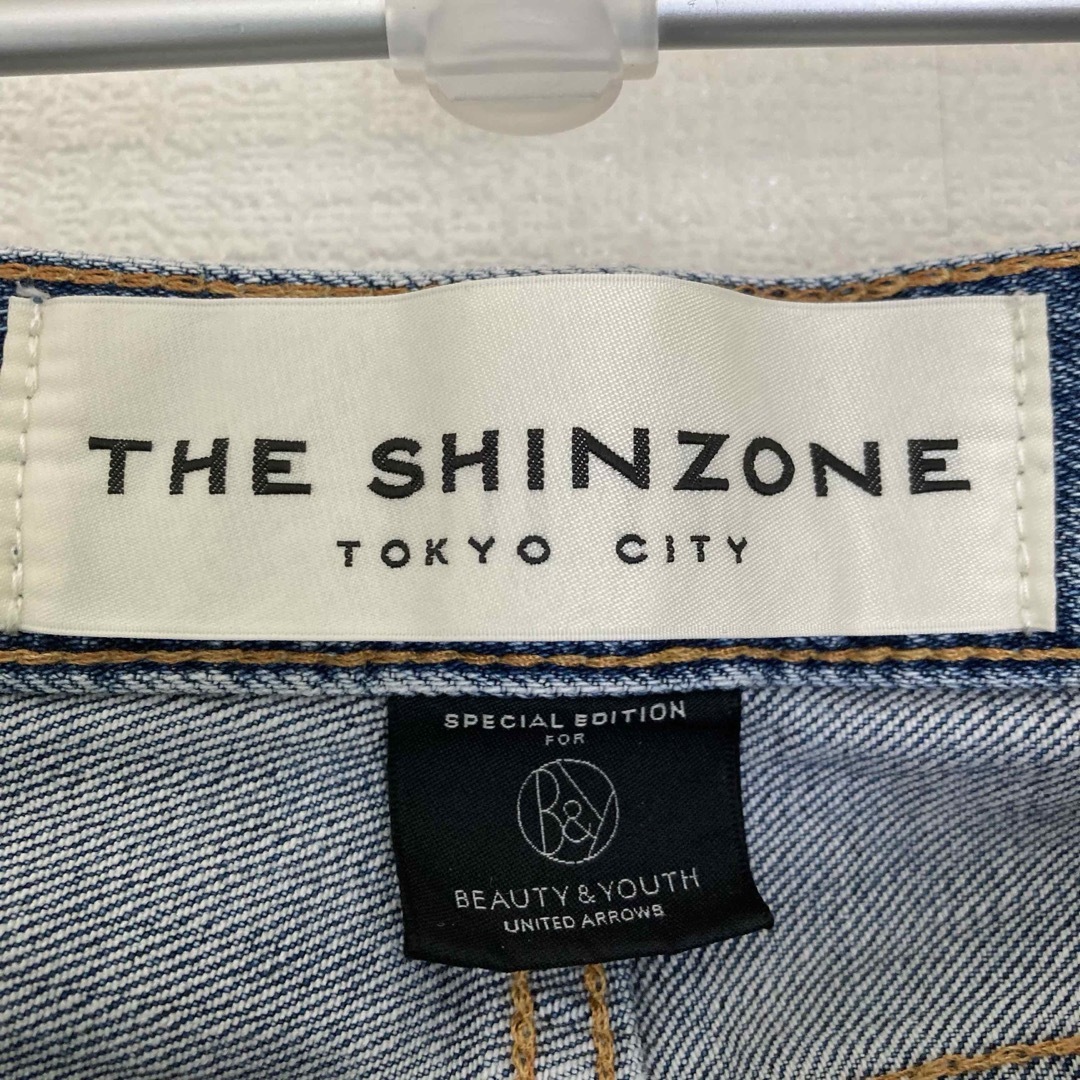 THE SHINZONE
TOKYO CITY
SPECIAL EDITION
FOR
B&Y
BEAUTY & YOUTH
UNITED ARROWS